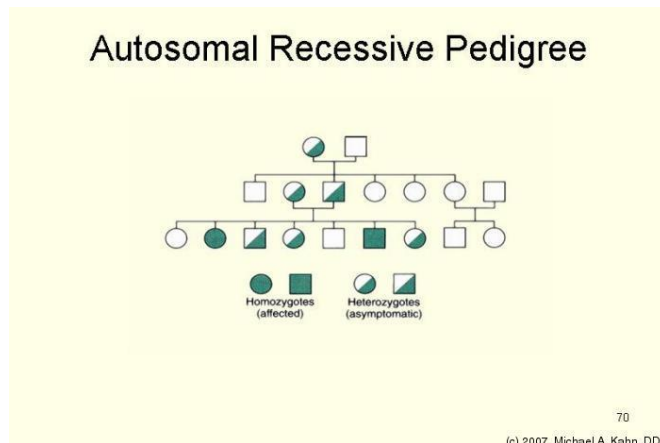 Autosomal Recessive Pedigree
Homozygotes Heterozygotes
(affected) (asymptomatic)
70
(c) 2007, Michael A. Kahn, DD